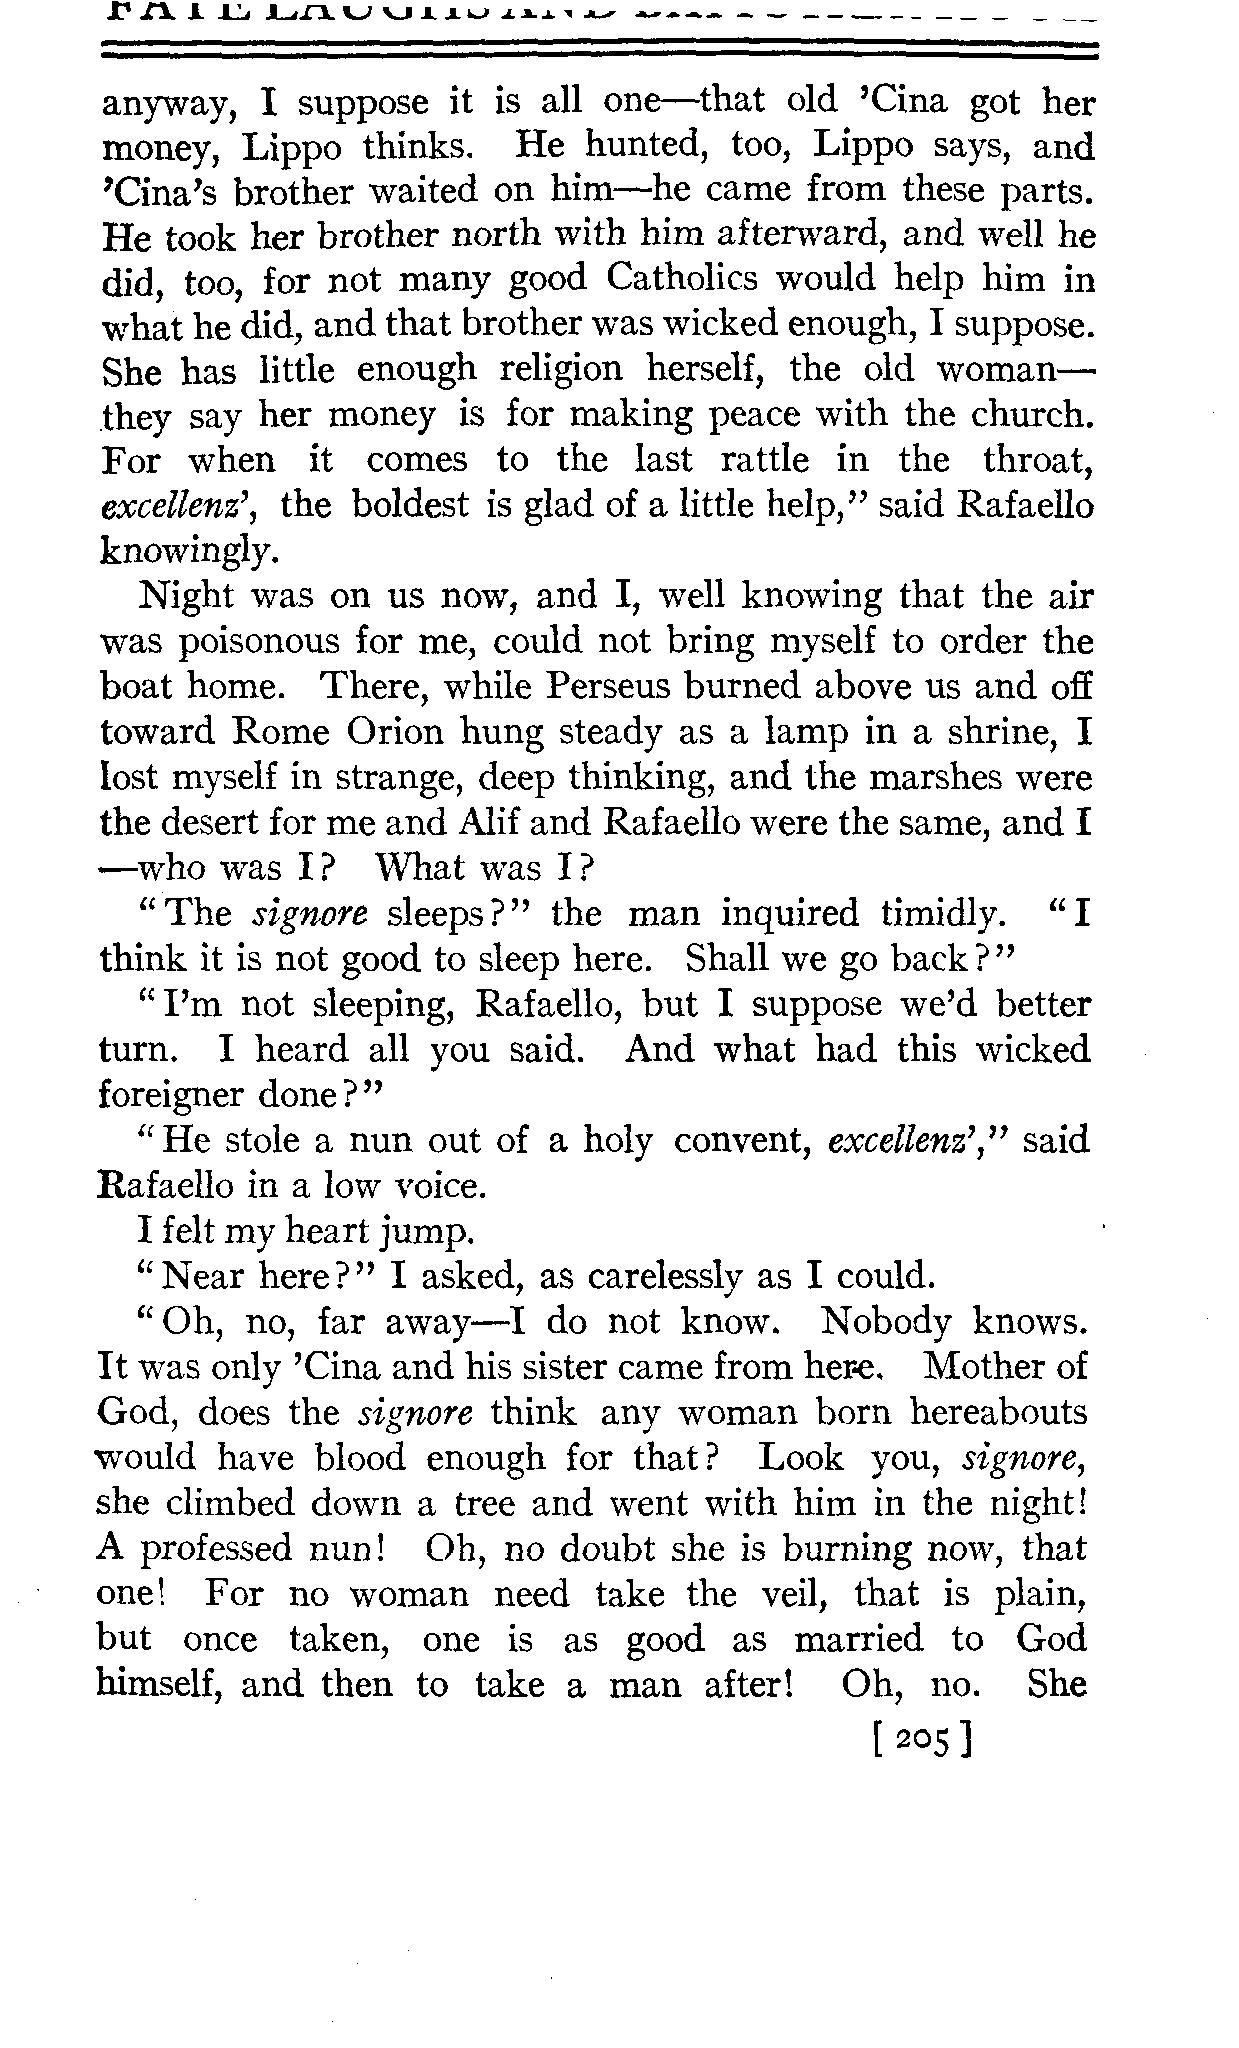 anyway, I suppose it is all one—that old ’Cina got her
money, Lippo thinks. He hunted, too, Lippo says, and
’Cina’s brother waited on him—he came from these parts.
He took her brother north with him afterward, and well he
did, too, for not many good Catholics would help him in
what he did, and that brother was wicked enough, I suppose.
She has little enough religion herself, the old woman—
they say her money is for making peace with the church.
For when it comes to the last rattle in the throat,
excellenz’, the boldest is glad of a little help,” said Rafaello
knowingly.
Night was on us now, and I, well knowing that the air
was poisonous for me, could not bring myself to order the
boat home. There, while Perseus burned above us and off
toward Rome Orion hung steady as a lamp in a shrine, I
lost myself in strange, deep thinking, and the marshes were
the desert for me and Alif and Rafaello were the same, and I
—who was I? What was I?
“The signore sleeps?” the man inquired timidly. “I
think it is not good to sleep here. Shall we go back?”
“I’m not sleeping, Rafaello, but I suppose we’d better
turn. I heard all you said. And what had this wicked
foreigner done?”
“He stole a nun out of a holy convent, excellenz’,” said
Rafaello in a low voice.
I felt my heart jump.
“Near here?” I asked, as carelessly as I could.
“Oh, no, far away—I do not know. Nobody knows.
It was only ’Cina and his sister came from here. Mother of
God, does the signore think any woman born hereabouts
would have blood enough for that? Look you, signore,
she climbed down a tree and went with him in the night!
A professed nun! Oh, no doubt she is burning now, that
one! For no woman need take the veil, that is plain,
but once taken, one is as good as married to God
himself, and then to take a man after! Oh, no. She
[ 205 ]